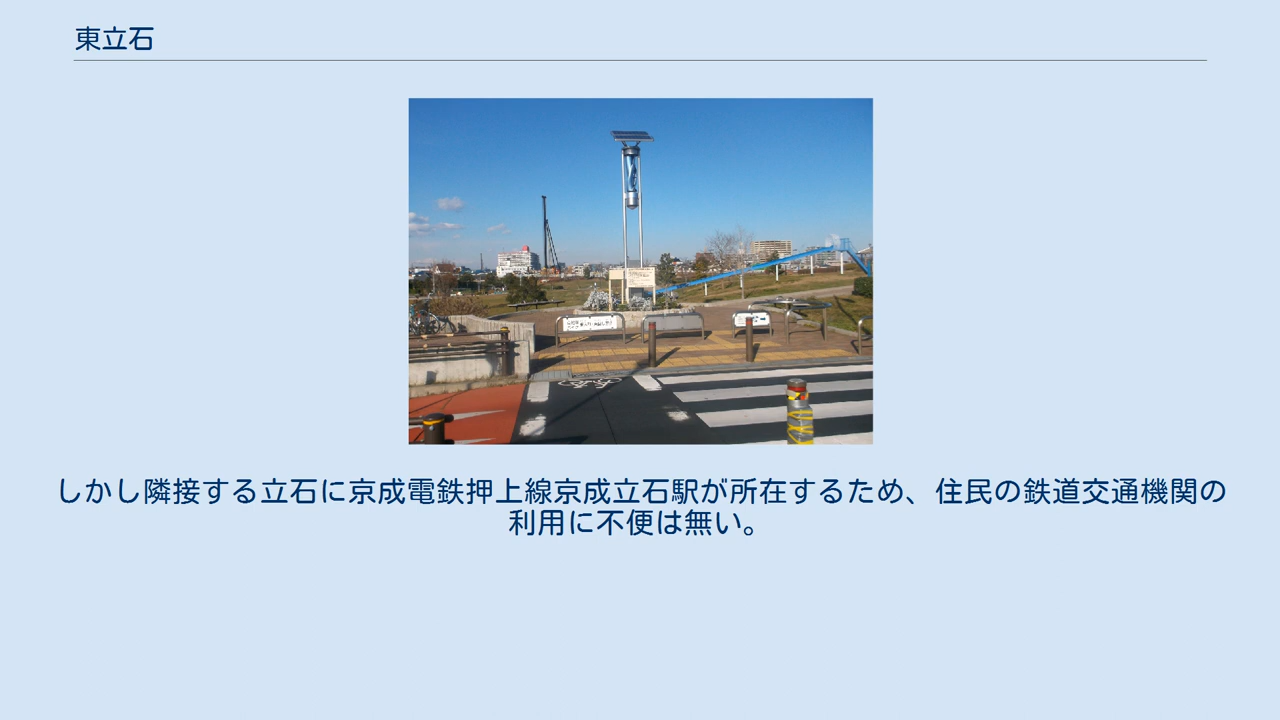 東立石
しかし隣接する立石に京成電鉄押上線京成立石駅が所在するため、住民の鉄道交通機関の
利用に不便は無い。